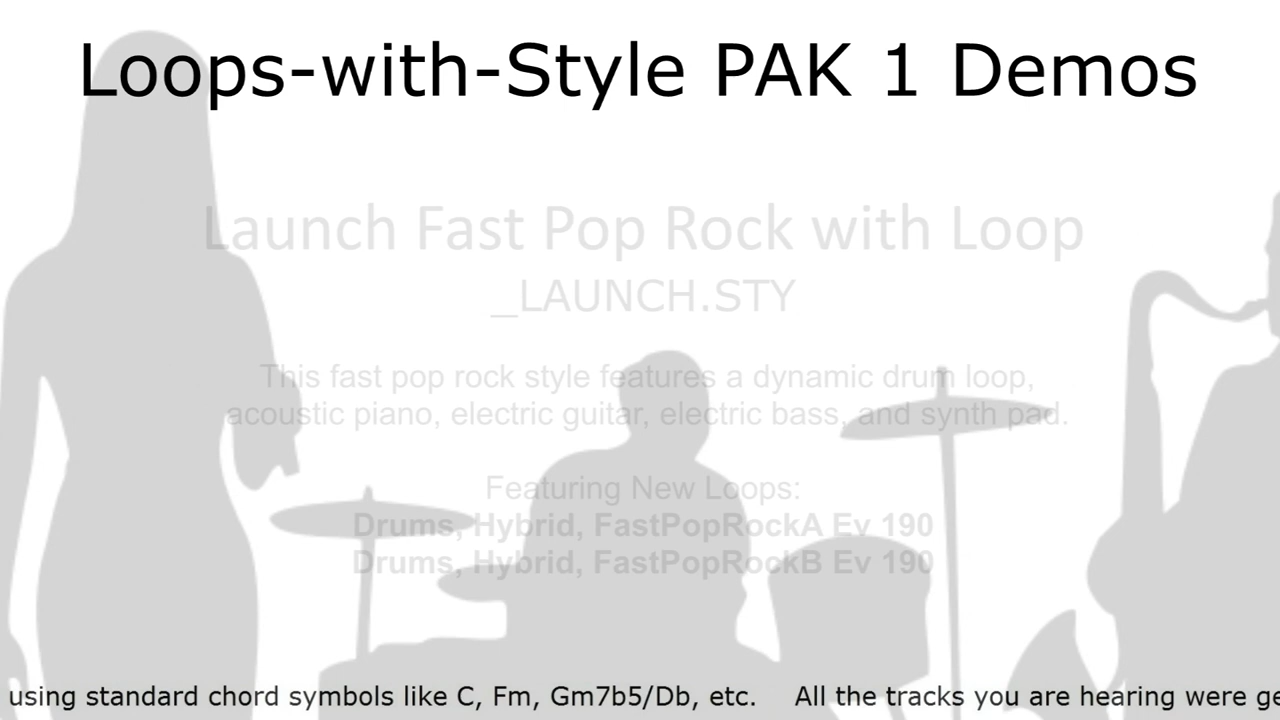 Loops-with-Style PAK 1 Demos
Launch Fast Pop Rock with Loop
_LAUNCH.STY
This fast pop rock style features a dynamic drum loop,
acoustic piano, electric guitar, electric bass, and synth pad.
Featuring New Loops:
Drums, Hybrid, FastPopRockA Ev 190
Drums, Hybrid, FastPopRockB Ev 190
using standard chord symbols like C, Fm, Gm7b5/Db, etc. All the tracks you are hearing were